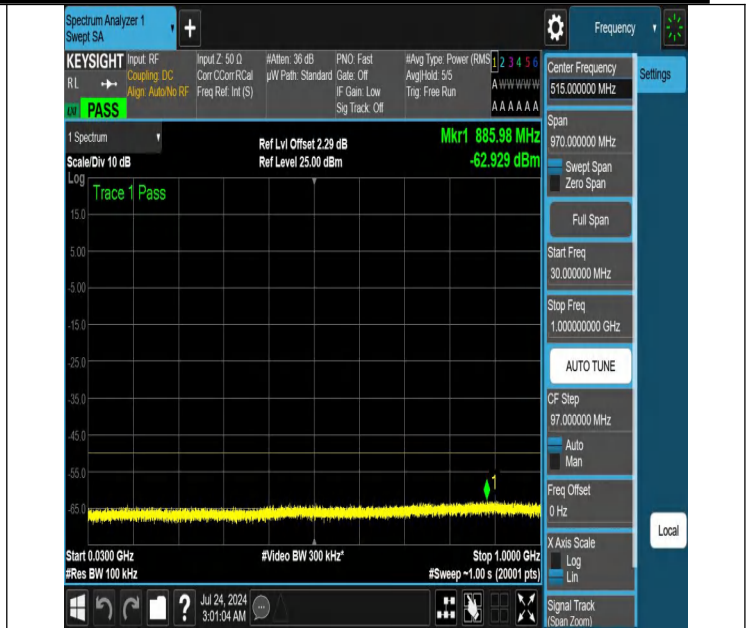 Spectrum Analyzer 1
Swept SA
+
Frequency
KEYSIGHT
RL
PASS
Input: RF
Coupling: DC
Align: Auto/No RF
Input Z: 50 Ω
Corr CCorr RCal
Freq Ref: Int (S)
#Atten: 36 dB
µW Path: Standard
PNO: Fast
Gate: Off
IF Gain: Low
Sig Track: Off
#Avg Type: Power (RMS
Avg|Hold: 5/5
Trig: Free Run
1 2 3 4 5 6
A W W W W W
A A A A A A
Center Frequency
515.000000 MHz
Settings
Span
970.000000 MHz
Swept Span
Zero Span
Full Span
Start Freq
30.000000 MHz
Stop Freq
1.000000000 GHz
AUTO TUNE
CF Step
97.000000 MHz
Auto
Man
Freq Offset
0 Hz
X Axis Scale
Log
Lin
Signal Track
(Span Zoom)
Local
1 Spectrum
Scale/Div 10 dB
Ref Lvl Offset 2.29 dB
Ref Level 25.00 dBm
Mkr1 885.98 MHz
-62.929 dBm
Log
Trace 1 Pass
15.0
5.00
-5.00
-15.0
-25.0
-35.0
-45.0
-55.0
-65.0
1
Start 0.0300 GHz
#Res BW 100 kHz
#Video BW 300 kHz*
Stop 1.0000 GHz
#Sweep ~1.00 s (20001 pts)
?
Jul 24, 2024
3:01:04 AM